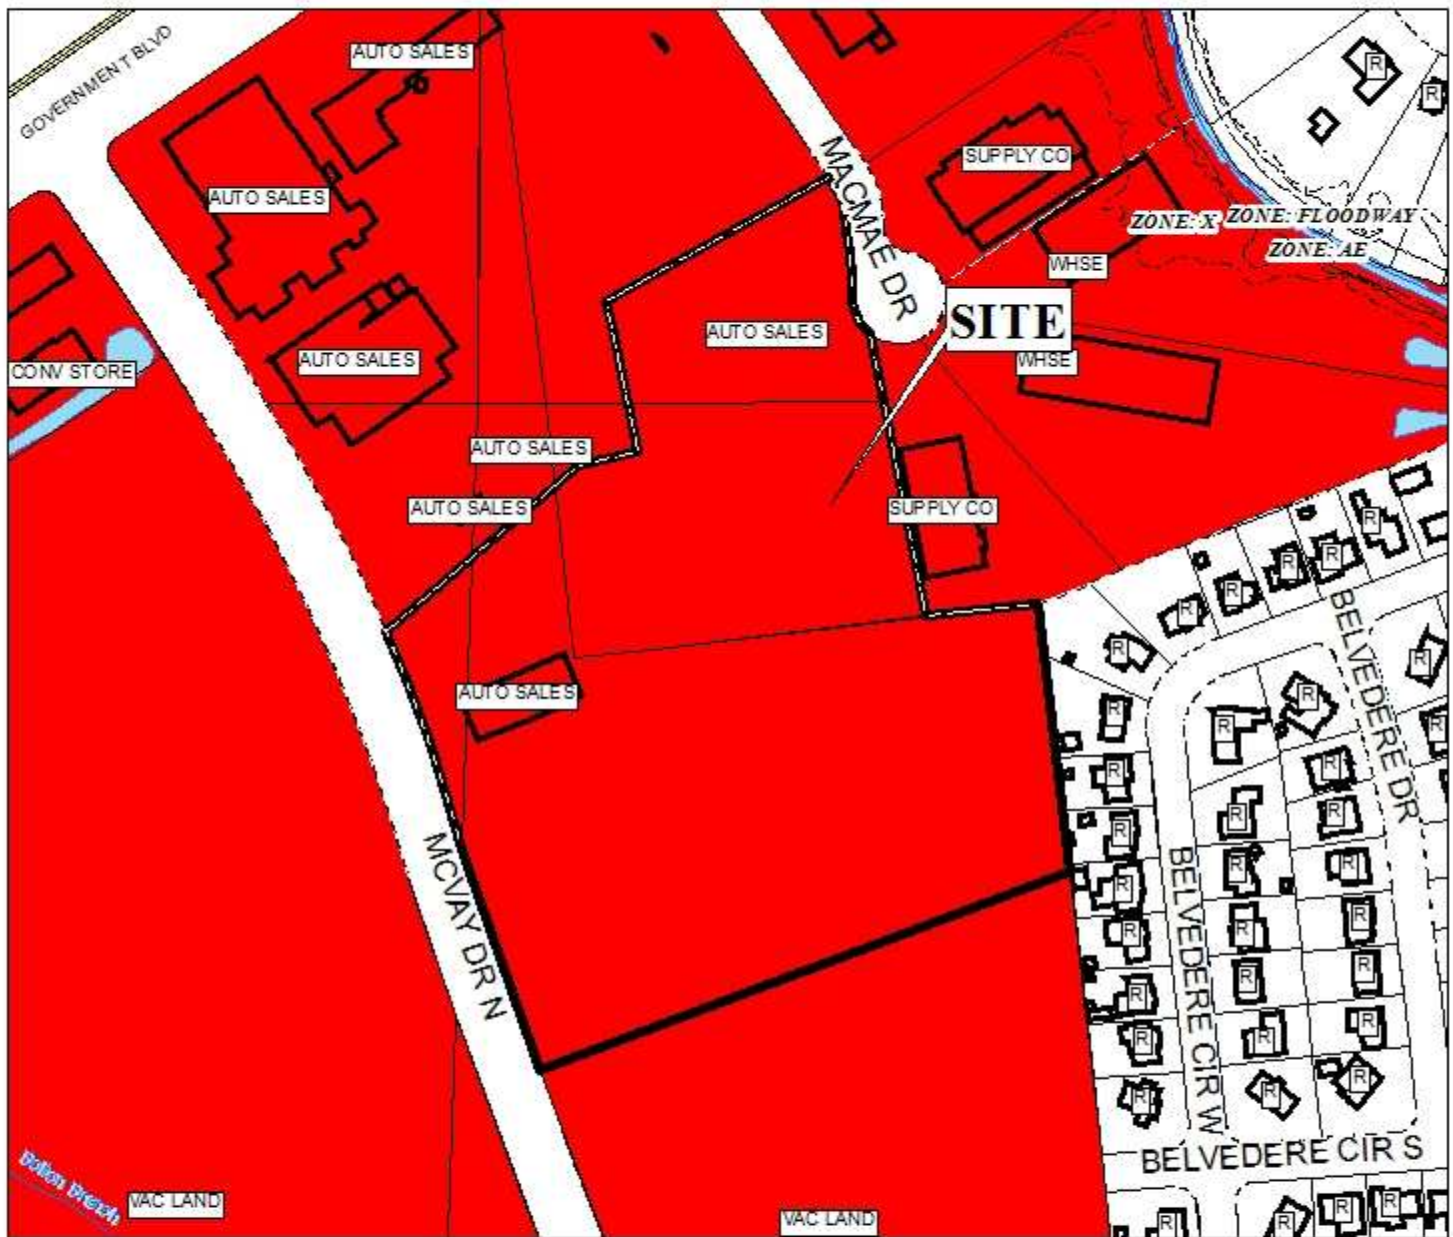 GOVERNMENT BLVD
AUTO SALES
R
R
MACMAE DR
SUPPLY CO
AUTO SALES
ZONE: X
ZONE: FLOODWAY
ZONE: AE
WHSE
SITE
AUTO SALES
AUTO SALES
CONV STORE
WHSE
AUTO SALES
AUTO SALES
SUPPLY CO
R
R
R
R
R
R
BELVEDERE DR
R
AUTO SALES
R
R
R
R
R
R
R
R
MCVAY DR N
R
R
R
BELVEDERE CIR W
R
R
R
R
R
R
R
R
R
R
R
R
R
R
BELVEDERE CIR S
Bolton Branch
VAC LAND
VAC LAND
R
R
R
R